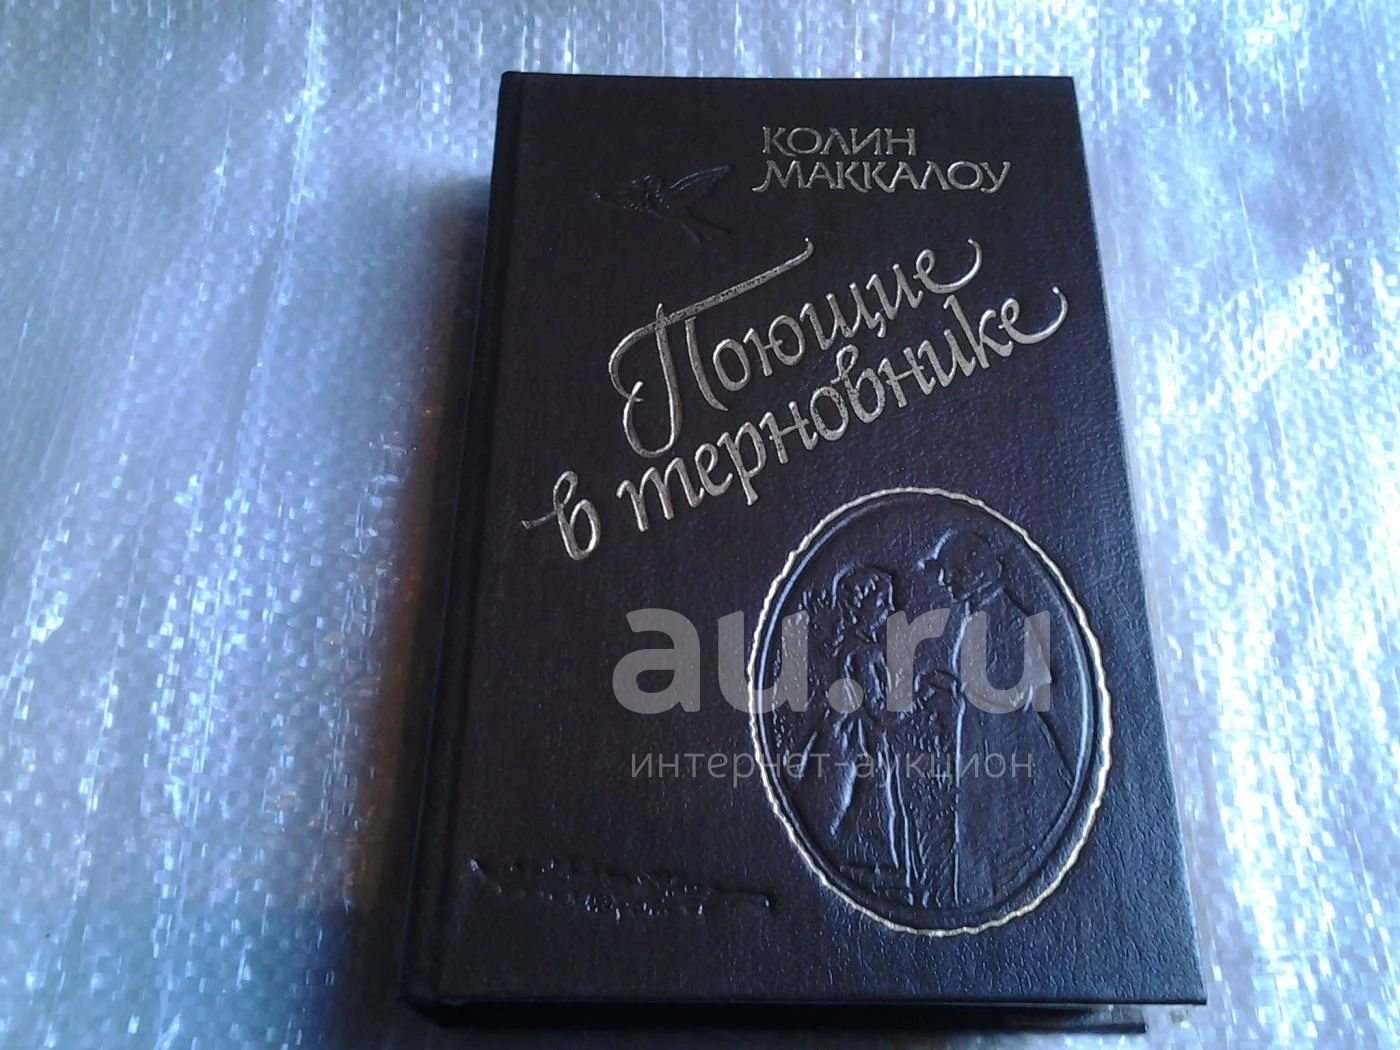 КОЛИН
МАККАЛОУ
Поющие
в терновнике
au.ru
интернет-аукцион